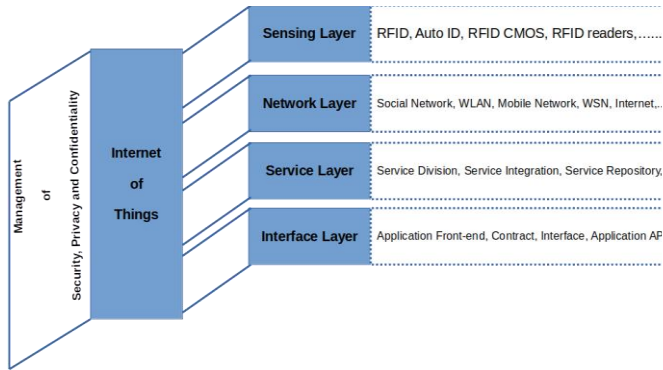 Sensing Layer RFID, Auto ID, RFID CMOS, RFID readers,......
Network Layer Social Network, WLAN, Mobile Network, WSN, Internet,..
Service Layer Service Division, Service Integration, Service Repository,
Interface Layer Application Front-end, Contract, Interface, Application AP
Internet
of
Things
Management
of
Security, Privacy and Confidentiality